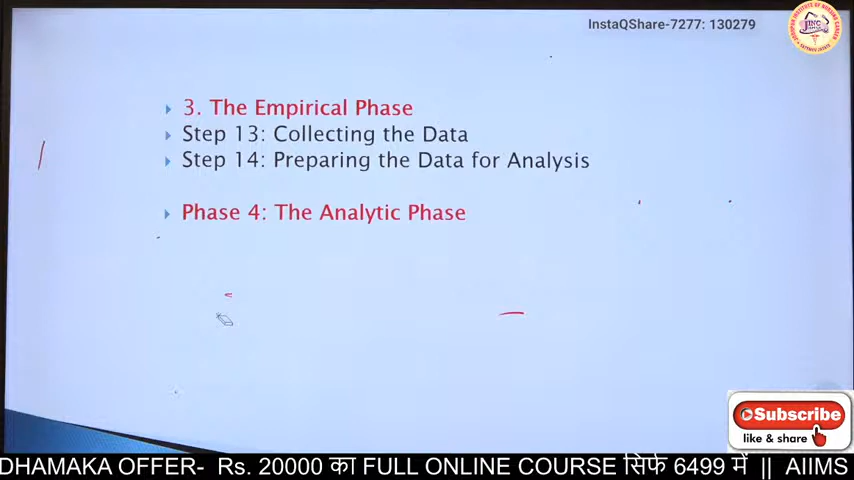 InstaQShare-7277: 130279
JINC
3. The Empirical Phase
Step 13: Collecting the Data
Step 14: Preparing the Data for Analysis
Phase 4: The Analytic Phase
Subscribe
like & share
DHAMAKA OFFER- Rs. 20000 का FULL ONLINE COURSE सिर्फ 6499 में || AIIMS